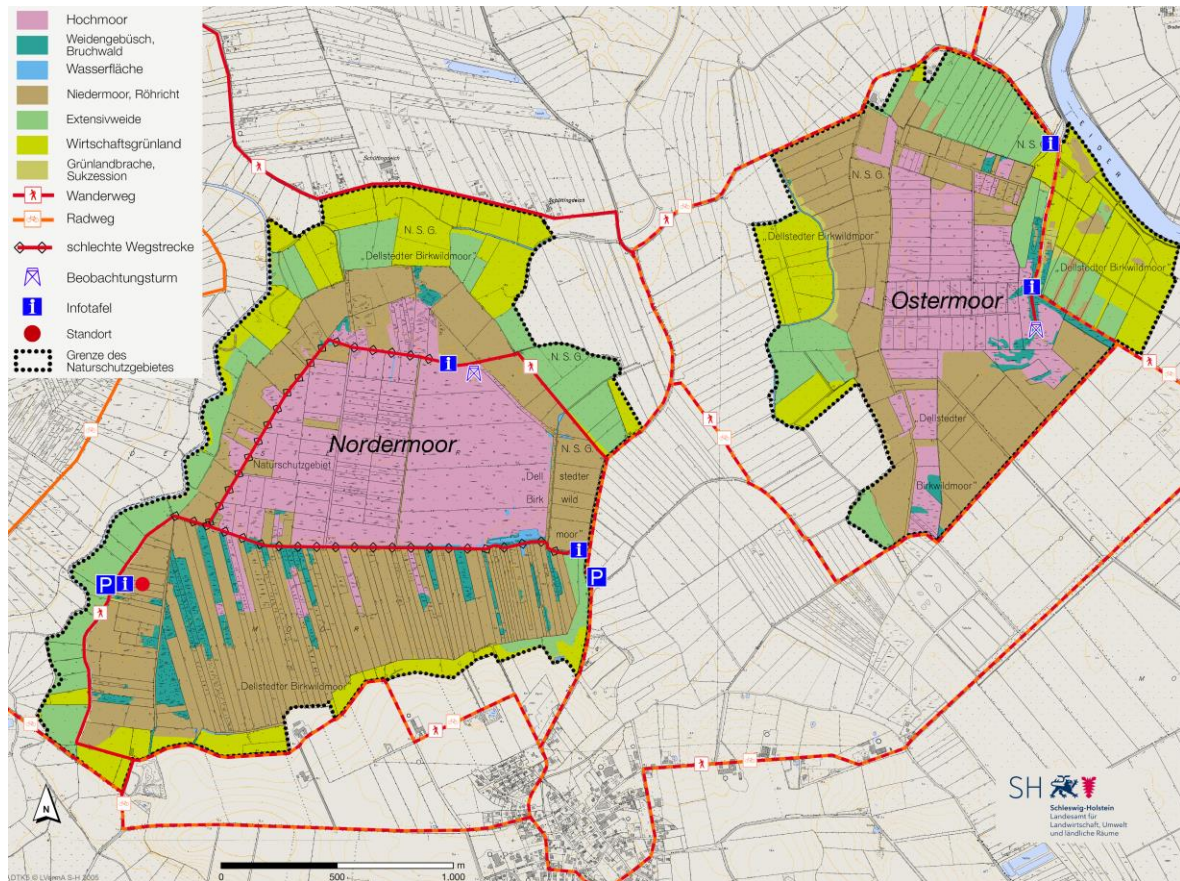 Hochmoor
Weidengebüsch,
Bruchwald
Wasserfläche
Niedermoor, Röhricht
Extensivweide
Wirtschaftsgrünland
Grünlandbrache,
Sukzession
Wanderweg
Radweg
schlechte Wegstrecke
Beobachtungsturm
Infotafel
Standort
Grenze des
Naturschutzgebietes
Schüttingdeich
Schüttingdeich
N. S. G.
„Dellstedter Birkwildmoor"
N. S. G.
Nordermoor
Naturschutzgebiet
N. S. G.
„Dell
stedter
Birk
wild
moor"
„Dellstedter Birkwildmoor"
N. S. G.
N. S. G.
EIDER
„Dellstedter Birkwildmoor"
„Dellstedter Birkwildmoor"
Ostermoor
„Dellstedter
Birkwildmoor"
P
P
N
0
500
1.000
m
SH
Schleswig-Holstein
Landesamt für
Landwirtschaft, Umwelt
und ländliche Räume